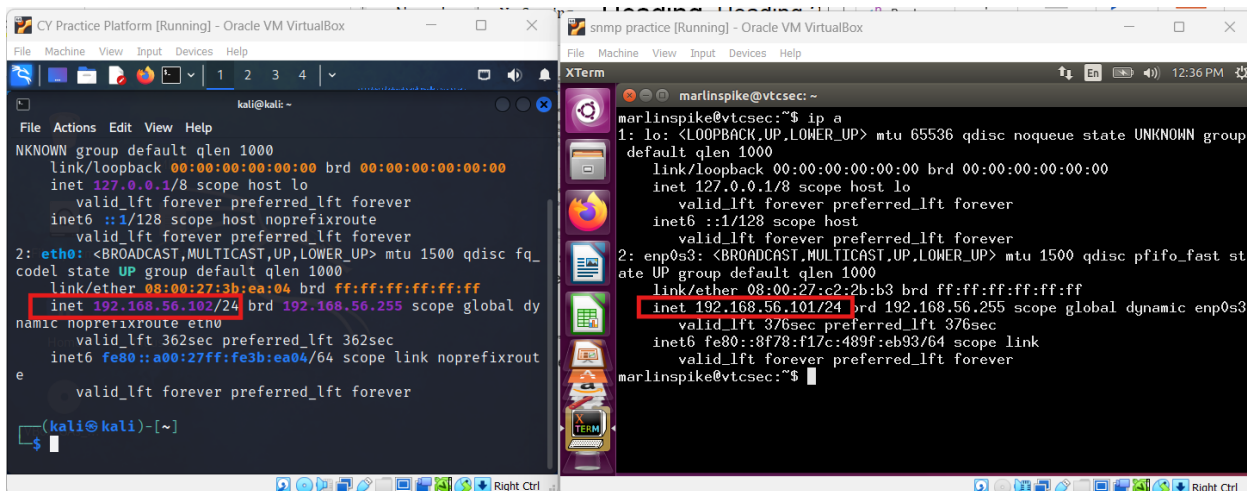 CY Practice Platform [Running] - Oracle VM VirtualBox
File Machine View Input Devices Help
1 2 3 4
kali@kali: ~
File Actions Edit View Help
NKNOWN group default qlen 1000
link/loopback 00:00:00:00:00:00 brd 00:00:00:00:00:00
inet 127.0.0.1/8 scope host lo
valid_lft forever preferred_lft forever
inet6 ::1/128 scope host noprefixroute
valid_lft forever preferred_lft forever
2: eth0: <BROADCAST,MULTICAST,UP,LOWER_UP> mtu 1500 qdisc fq_
codel state UP group default qlen 1000
link/ether 08:00:27:3b:ea:04 brd ff:ff:ff:ff:ff:ff
inet 192.168.56.102/24 brd 192.168.56.255 scope global dy
namic noprefixroute eth0
valid_lft 362sec preferred_lft 362sec
inet6 fe80::a00:27ff:fe3b:ea04/64 scope link noprefixrout
e
valid_lft forever preferred_lft forever
(kali㉿kali)-[~]
$
Right Ctrl
snmp practice [Running] - Oracle VM VirtualBox
File Machine View Input Devices Help
XTerm
En
12:36 PM
marlinspike@vtcsec: ~
marlinspike@vtcsec:~$ ip a
1: lo: <LOOPBACK,UP,LOWER_UP> mtu 65536 qdisc noqueue state UNKNOWN group
default qlen 1000
link/loopback 00:00:00:00:00:00 brd 00:00:00:00:00:00
inet 127.0.0.1/8 scope host lo
valid_lft forever preferred_lft forever
inet6 ::1/128 scope host
valid_lft forever preferred_lft forever
2: enp0s3: <BROADCAST,MULTICAST,UP,LOWER_UP> mtu 1500 qdisc pfifo_fast st
ate UP group default qlen 1000
link/ether 08:00:27:c2:2b:b3 brd ff:ff:ff:ff:ff:ff
inet 192.168.56.101/24 brd 192.168.56.255 scope global dynamic enp0s3
valid_lft 376sec preferred_lft 376sec
inet6 fe80::8f78:f17c:489f:eb93/64 scope link
valid_lft forever preferred_lft forever
marlinspike@vtcsec:~$
X
TERM
Right Ctrl